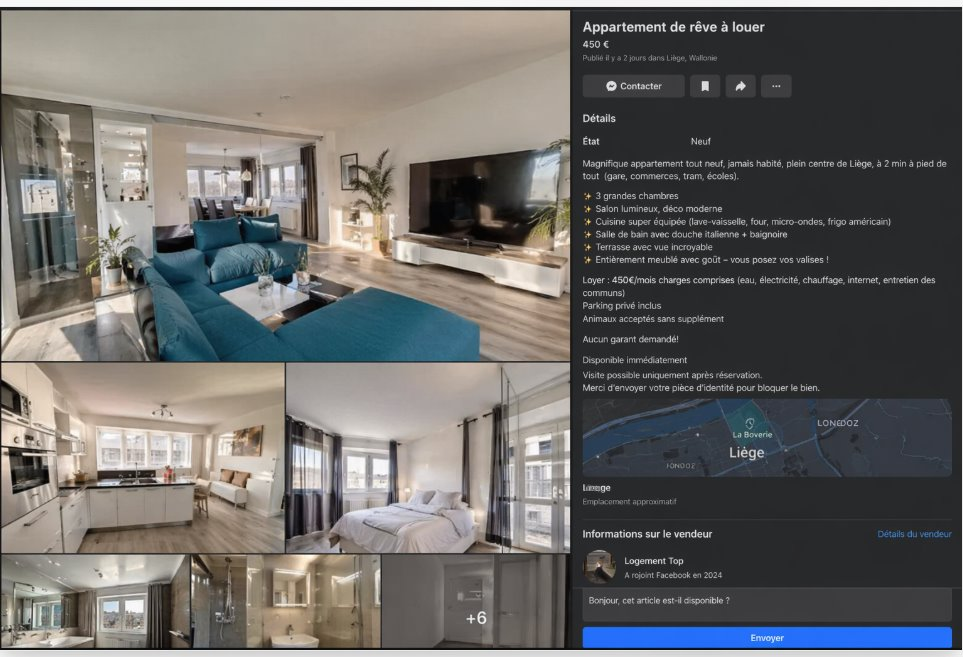 Appartement de rêve à louer
450 €
Publié il y a 2 jours dans Liège, Wallonie
Contacter
Détails
État Neuf
Magnifique appartement tout neuf, jamais habité, plein centre de Liège, à 2 min à pied de
tout (gare, commerces, tram, écoles).
✨ 3 grandes chambres
✨ Salon lumineux, déco moderne
✨ Cuisine super équipée (lave-vaisselle, four, micro-ondes, frigo américain)
✨ Salle de bain avec douche italienne + baignoire
✨ Terrasse avec vue incroyable
✨ Entièrement meublé avec goût – vous posez vos valises !
Loyer : 450€/mois charges comprises (eau, électricité, chauffage, internet, entretien des
communs)
Parking privé inclus
Animaux acceptés sans supplément
Aucun garant demandé!
Disponible immédiatement
Visite possible uniquement après réservation.
Merci d'envoyer votre pièce d'identité pour bloquer le bien.
La Boverie
Liège
Emplacement approximatif
Informations sur le vendeur
Détails du vendeur
Logement Top
A rojoint Facebook en 2024
Bonjour, cet article est-il disponible ?
Envoyer
+6